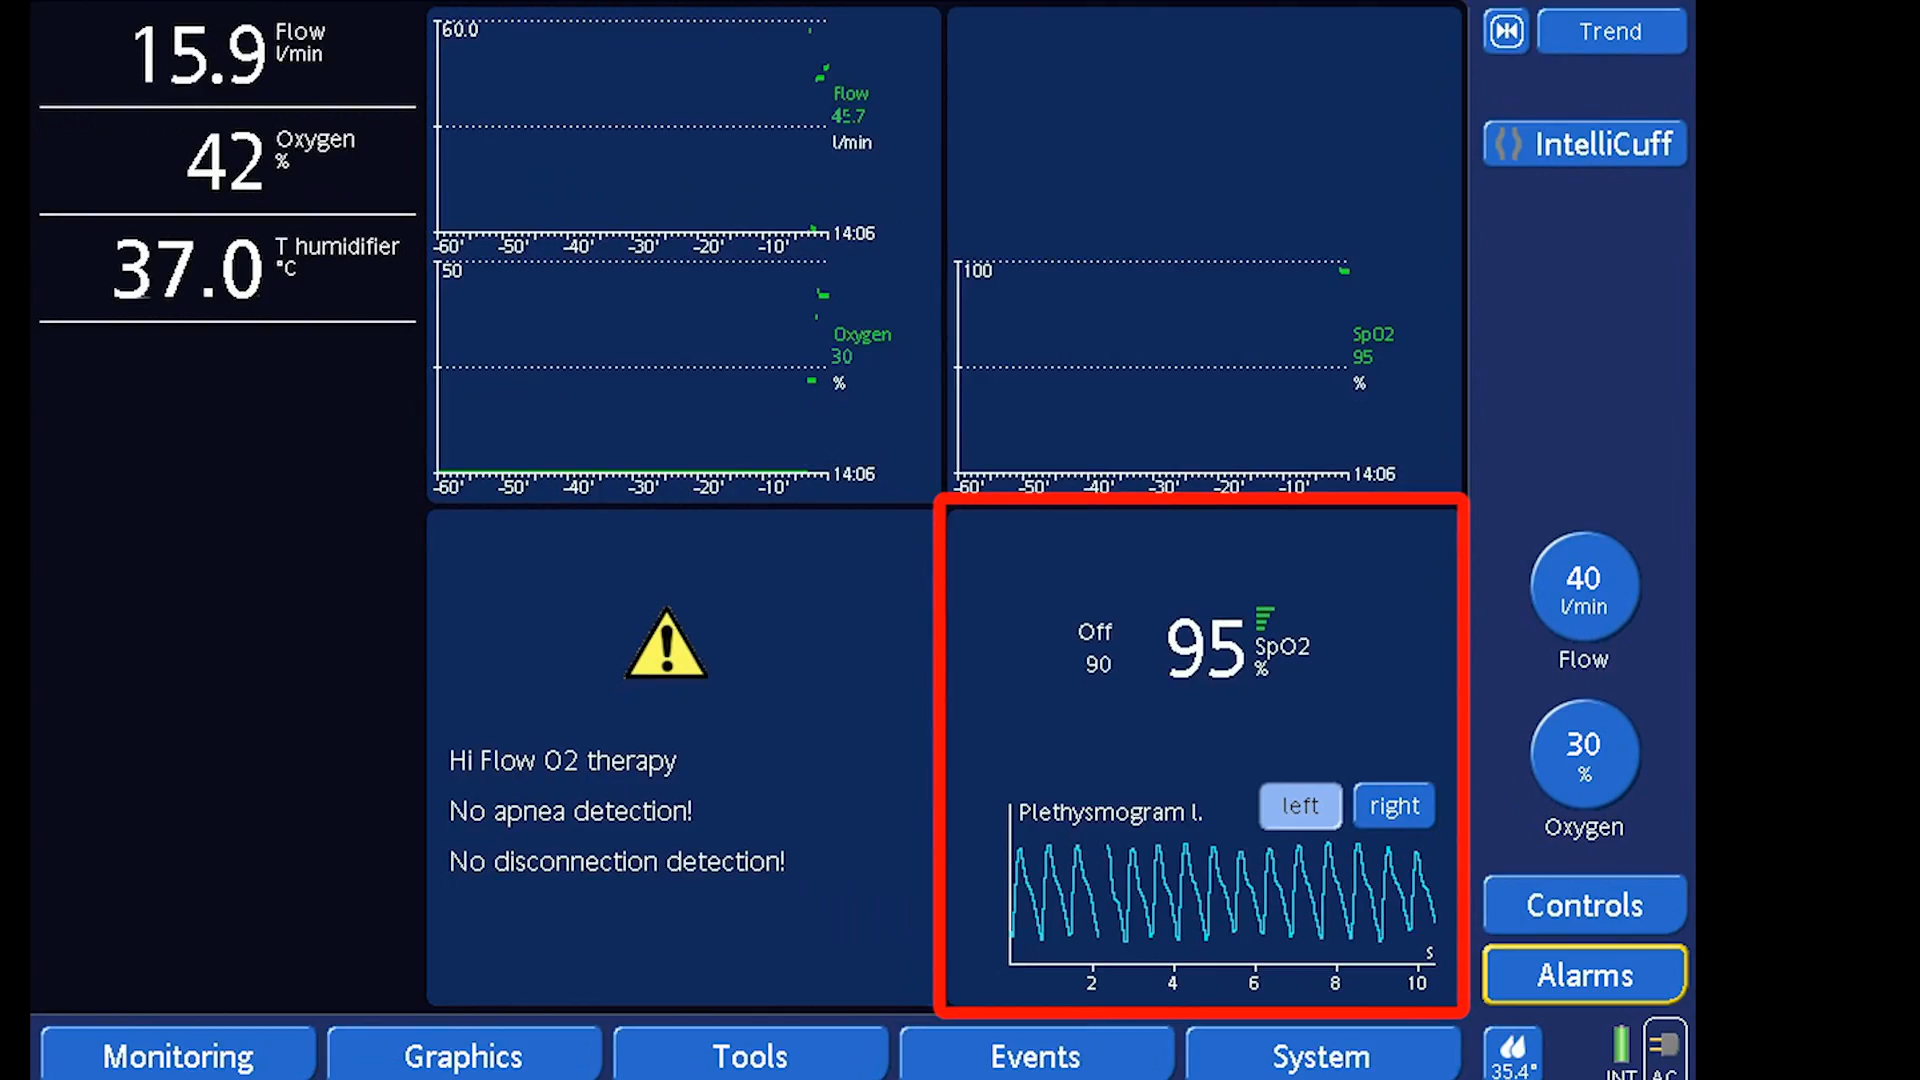 15.9 Flow
l/min
42 Oxygen
%
37.0 T humidifier
°C
60.0
Flow
45.7
l/min
-60' -50' -40' -30' -20' -10' 14:06
50
Oxygen
30
%
-60' -50' -40' -30' -20' -10' 14:06
100
SpO2
95
%
-60' -50' -40' -30' -20' -10' 14:06
Hi Flow O2 therapy
No apnea detection!
No disconnection detection!
Off
90
95 SpO2
%
Plethysmogram l.
left
right
s
2 4 6 8 10
Trend
IntelliCuff
40
l/min
Flow
30
%
Oxygen
Controls
Alarms
Monitoring
Graphics
Tools
Events
System
35.4°
INT
AC